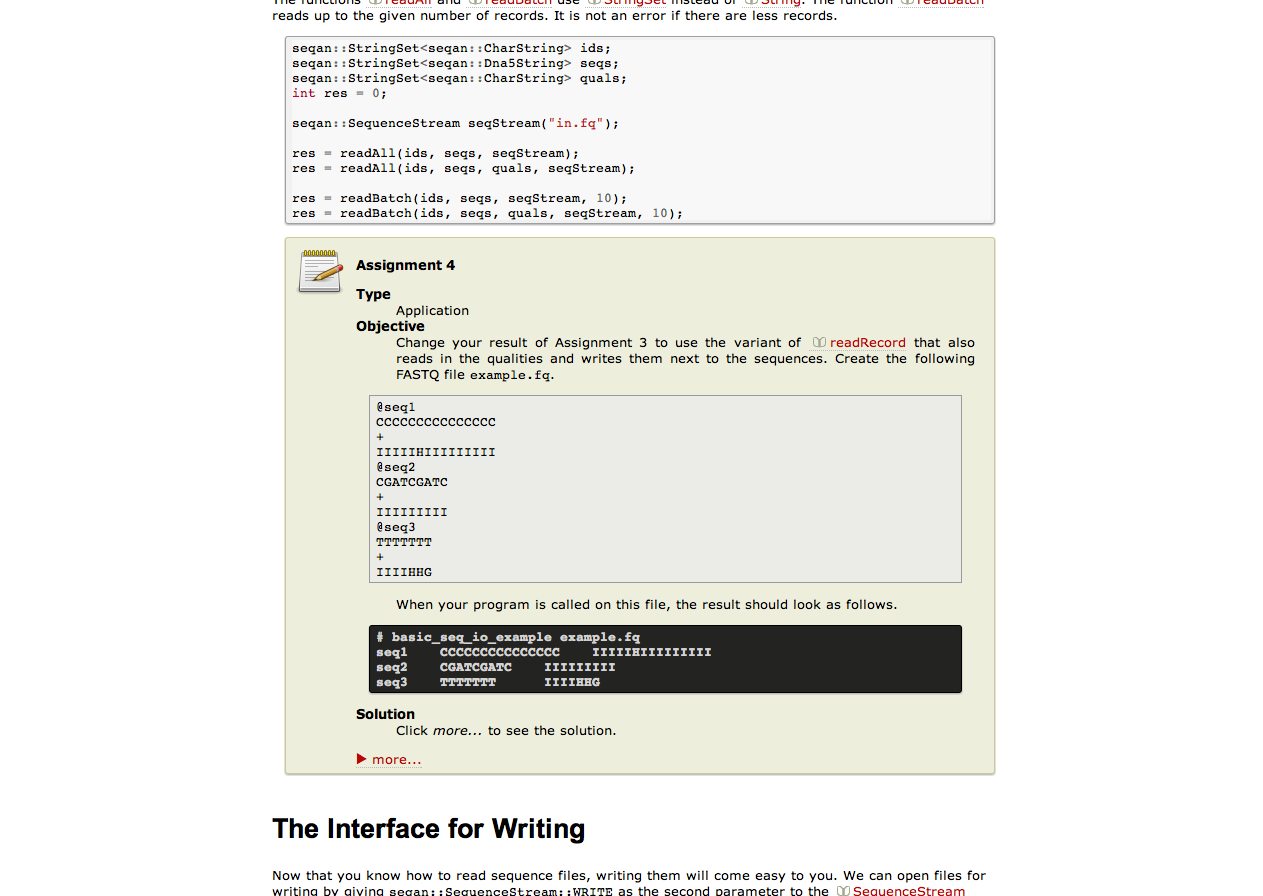 The functions readAll and readBatch use StringSet instead of String. The function readBatch
reads up to the given number of records. It is not an error if there are less records.
seqan::StringSet<seqan::CharString> ids;
seqan::StringSet<seqan::Dna5String> seqs;
seqan::StringSet<seqan::CharString> quals;
int res = 0;
seqan::SequenceStream seqStream("in.fq");
res = readAll(ids, seqs, seqStream);
res = readAll(ids, seqs, quals, seqStream);
res = readBatch(ids, seqs, seqStream, 10);
res = readBatch(ids, seqs, quals, seqStream, 10);
Assignment 4
Type
Application
Objective
Change your result of Assignment 3 to use the variant of readRecord that also
reads in the qualities and writes them next to the sequences. Create the following
FASTQ file example.fq.
@seq1
CCCCCCCCCCCCCCC
+
IIIIIHIIIIIIIII
@seq2
CGATCGATC
+
IIIIIIIII
@seq3
TTTTTTT
+
IIIIHHG
When your program is called on this file, the result should look as follows.
# basic_seq_io_example example.fq
seq1    CCCCCCCCCCCCCCC    IIIIIHIIIIIIIII
seq2    CGATCGATC    IIIIIIIII
seq3    TTTTTTT      IIIIHHG
Solution
Click more... to see the solution.
more...
The Interface for Writing
Now that you know how to read sequence files, writing them will come easy to you. We can open files for
writing by giving seqan::SequenceStream::WRITE as the second parameter to the SequenceStream